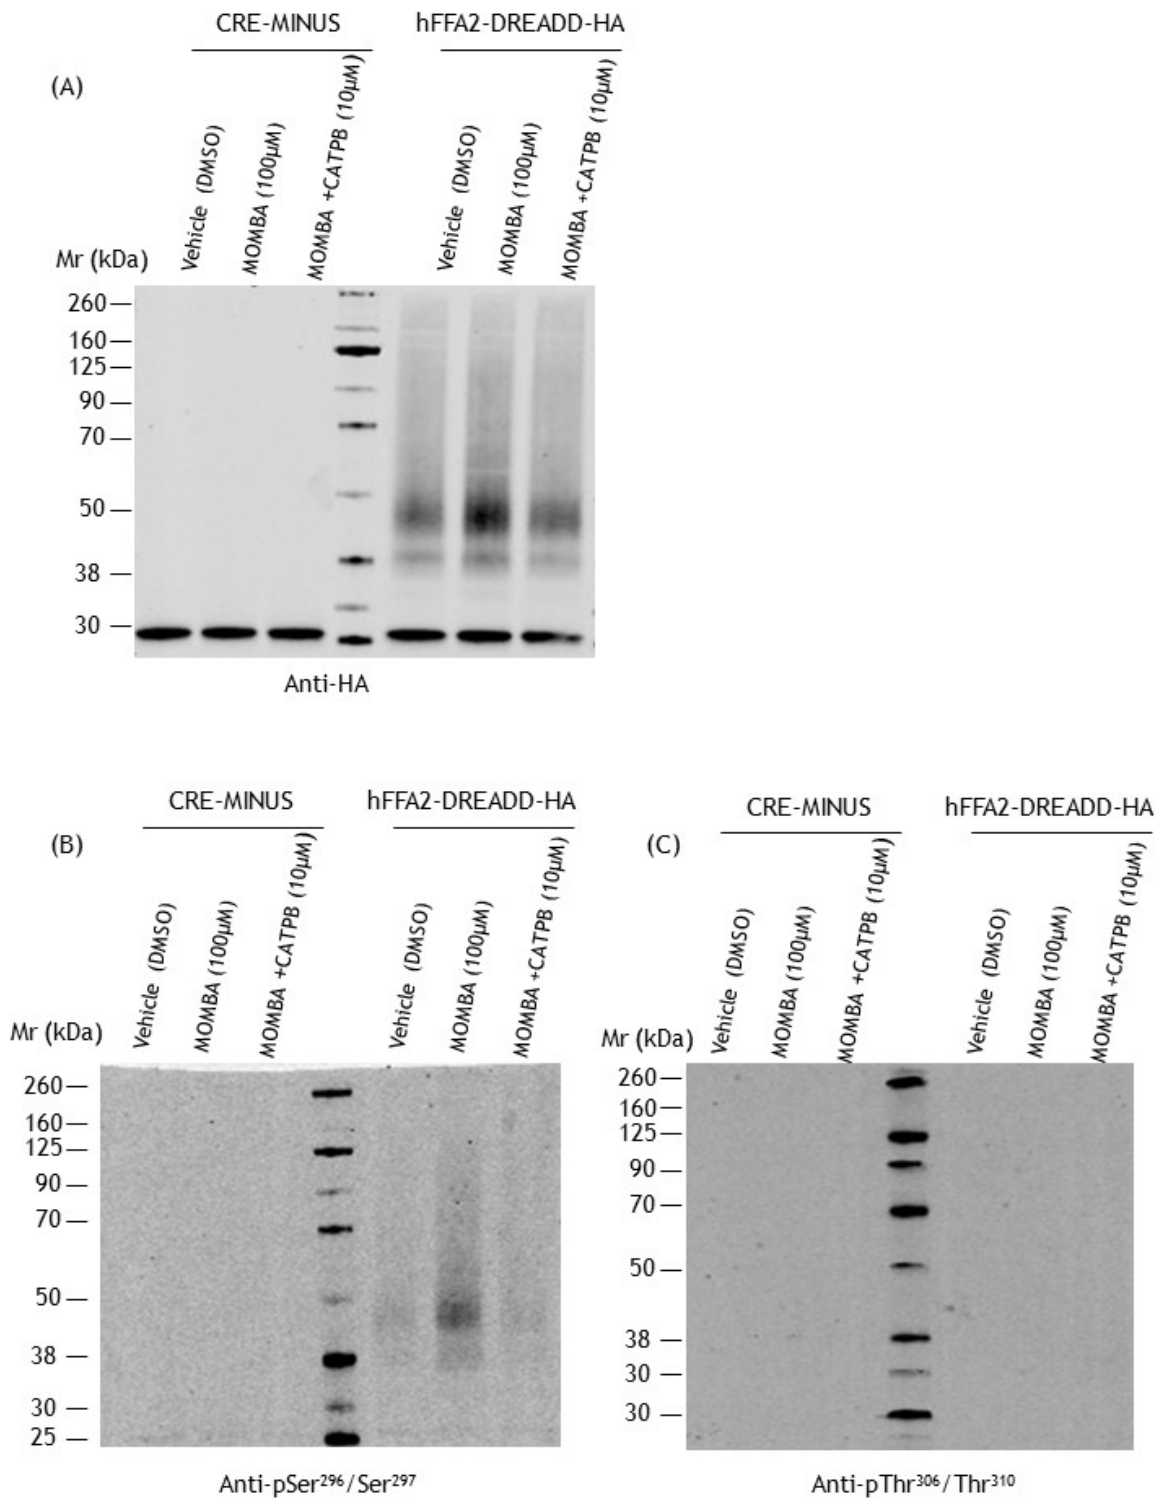 CRE-MINUS hFFA2-DREADD-HA
(A)
Vehicle (DMSO)
MOMBA (100µM)
MOMBA +CATPB (10µM)
Vehicle (DMSO)
MOMBA (100µM)
MOMBA +CATPB (10µM)
Mr (kDa)
260
160
125
90
70
50
38
30
Anti-HA
CRE-MINUS hFFA2-DREADD-HA
(B)
Vehicle (DMSO)
MOMBA (100µM)
MOMBA +CATPB (10µM)
Vehicle (DMSO)
MOMBA (100µM)
MOMBA +CATPB (10µM)
Mr (kDa)
260
160
125
90
70
50
38
30
25
Anti-pSer²⁹⁶/Ser²⁹⁷
CRE-MINUS hFFA2-DREADD-HA
(C)
Vehicle (DMSO)
MOMBA (100µM)
MOMBA +CATPB (10µM)
Vehicle (DMSO)
MOMBA (100µM)
MOMBA +CATPB (10µM)
Mr (kDa)
260
160
125
90
70
50
38
30
30
Anti-pThr³⁰⁶/Thr³¹⁰